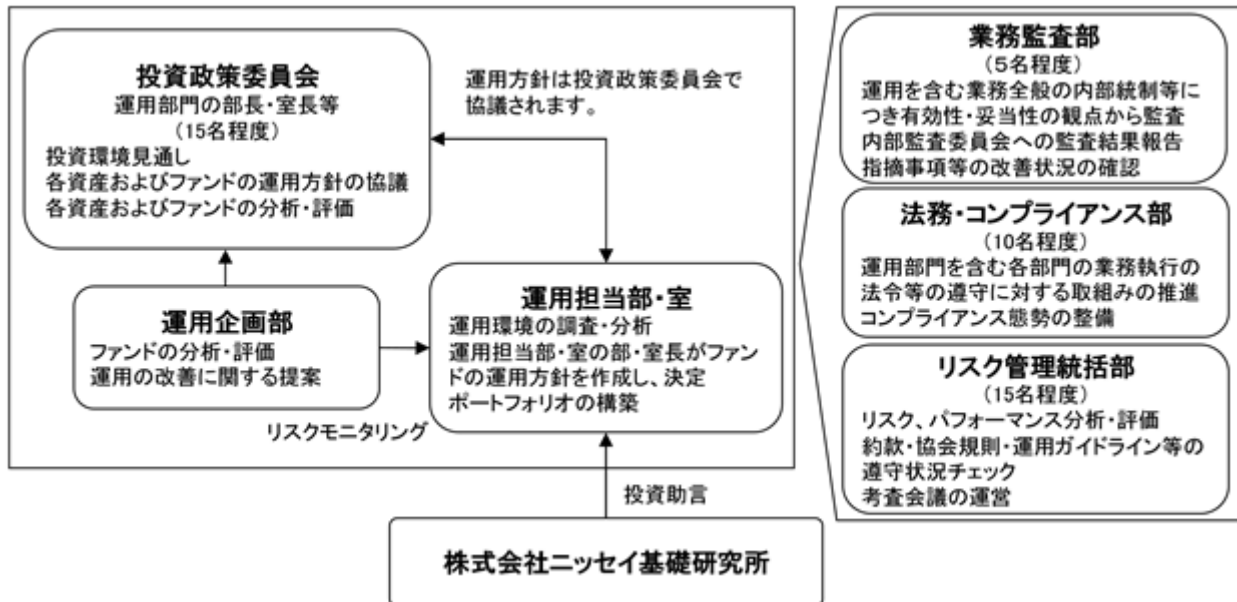 投資政策委員会
運用部門の部長・室長等
(15名程度)
投資環境見通し
各資産およびファンドの運用方針の協議
各資産およびファンドの分析・評価
運用方針は投資政策委員会で
協議されます。
運用企画部
ファンドの分析・評価
運用の改善に関する提案
運用担当部・室
運用環境の調査・分析
運用担当部・室の部・室長がファン
ドの運用方針を作成し、決定
ポートフォリオの構築
リスクモニタリング
投資助言
株式会社ニッセイ基礎研究所
業務監査部
(5名程度)
運用を含む業務全般の内部統制等に
つき有効性・妥当性の観点から監査
内部監査委員会への監査結果報告
指摘事項等の改善状況の確認
法務・コンプライアンス部
(10名程度)
運用部門を含む各部門の業務執行の
法令等の遵守に対する取組みの推進
コンプライアンス態勢の整備
リスク管理統括部
(15名程度)
リスク、パフォーマンス分析・評価
約款・協会規則・運用ガイドライン等の
遵守状況チェック
考査会議の運営